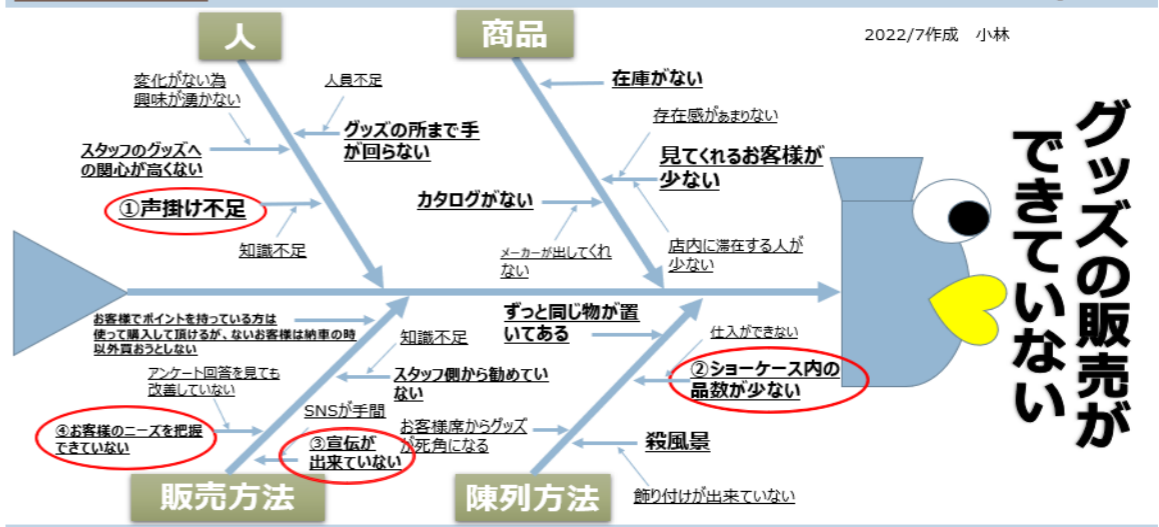 人
商品
2022/7作成　小林
変化がない為
興味が湧かない
人員不足
グッズの所まで手
が回らない
スタッフのグッズへ
の関心が高くない
①声掛け不足
知識不足
在庫がない
存在感があまりない
見てくれるお客様が
少ない
カタログがない
メーカーが出してくれ
ない
店内に滞在する人が
少ない
グッズの販売が
できていない
お客様でポイントを持っている方は
使って購入して頂けるが、ないお客様は納車の時
以外買おうとしない
知識不足
アンケート回答を見ても
改善していない
スタッフ側から勧めてい
ない
SNSが手間
④お客様のニーズを把握
できていない
③宣伝が
出来ていない
ずっと同じ物が置
いてある
仕入ができない
②ショーケース内の
品数が少ない
お客様席からグッズ
が死角になる
殺風景
飾り付けが出来ていない
販売方法
陳列方法